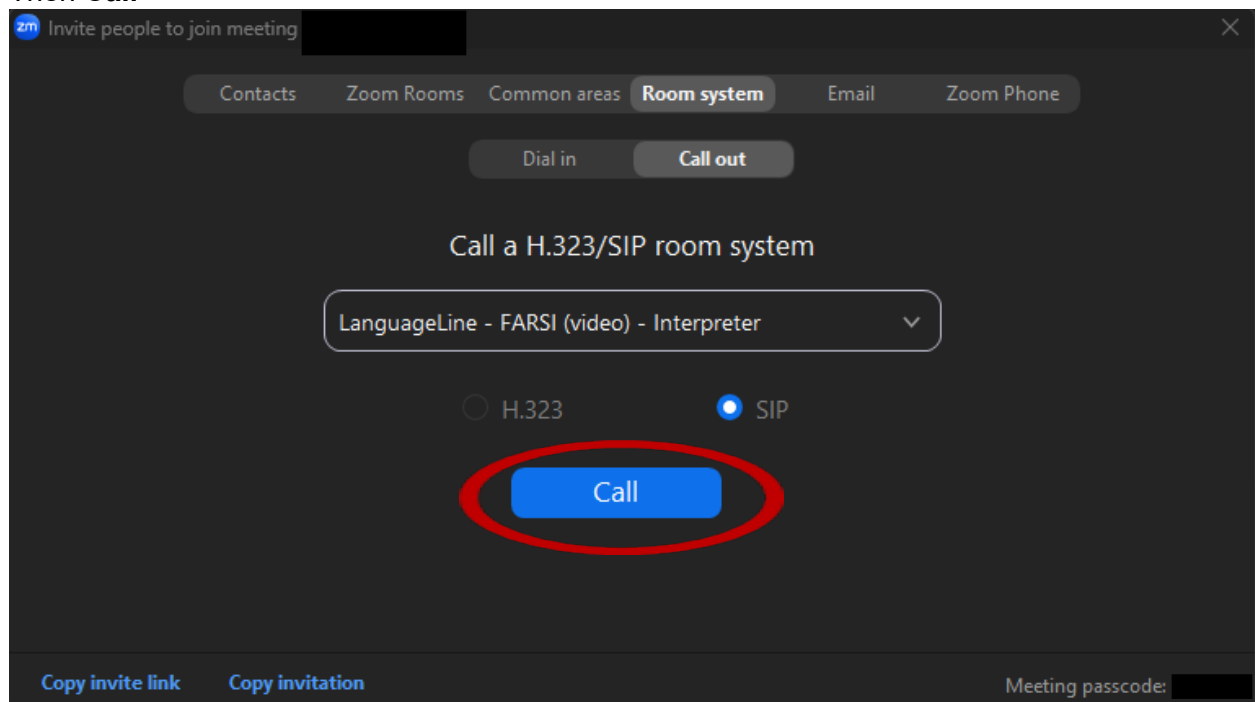 Then Call
zm Invite people to join meeting
Contacts Zoom Rooms Common areas Room system Email Zoom Phone
Dial in Call out
Call a H.323/SIP room system
LanguageLine - FARSI (video) - Interpreter
H.323 SIP
Call
Copy invite link Copy invitation Meeting passcode: